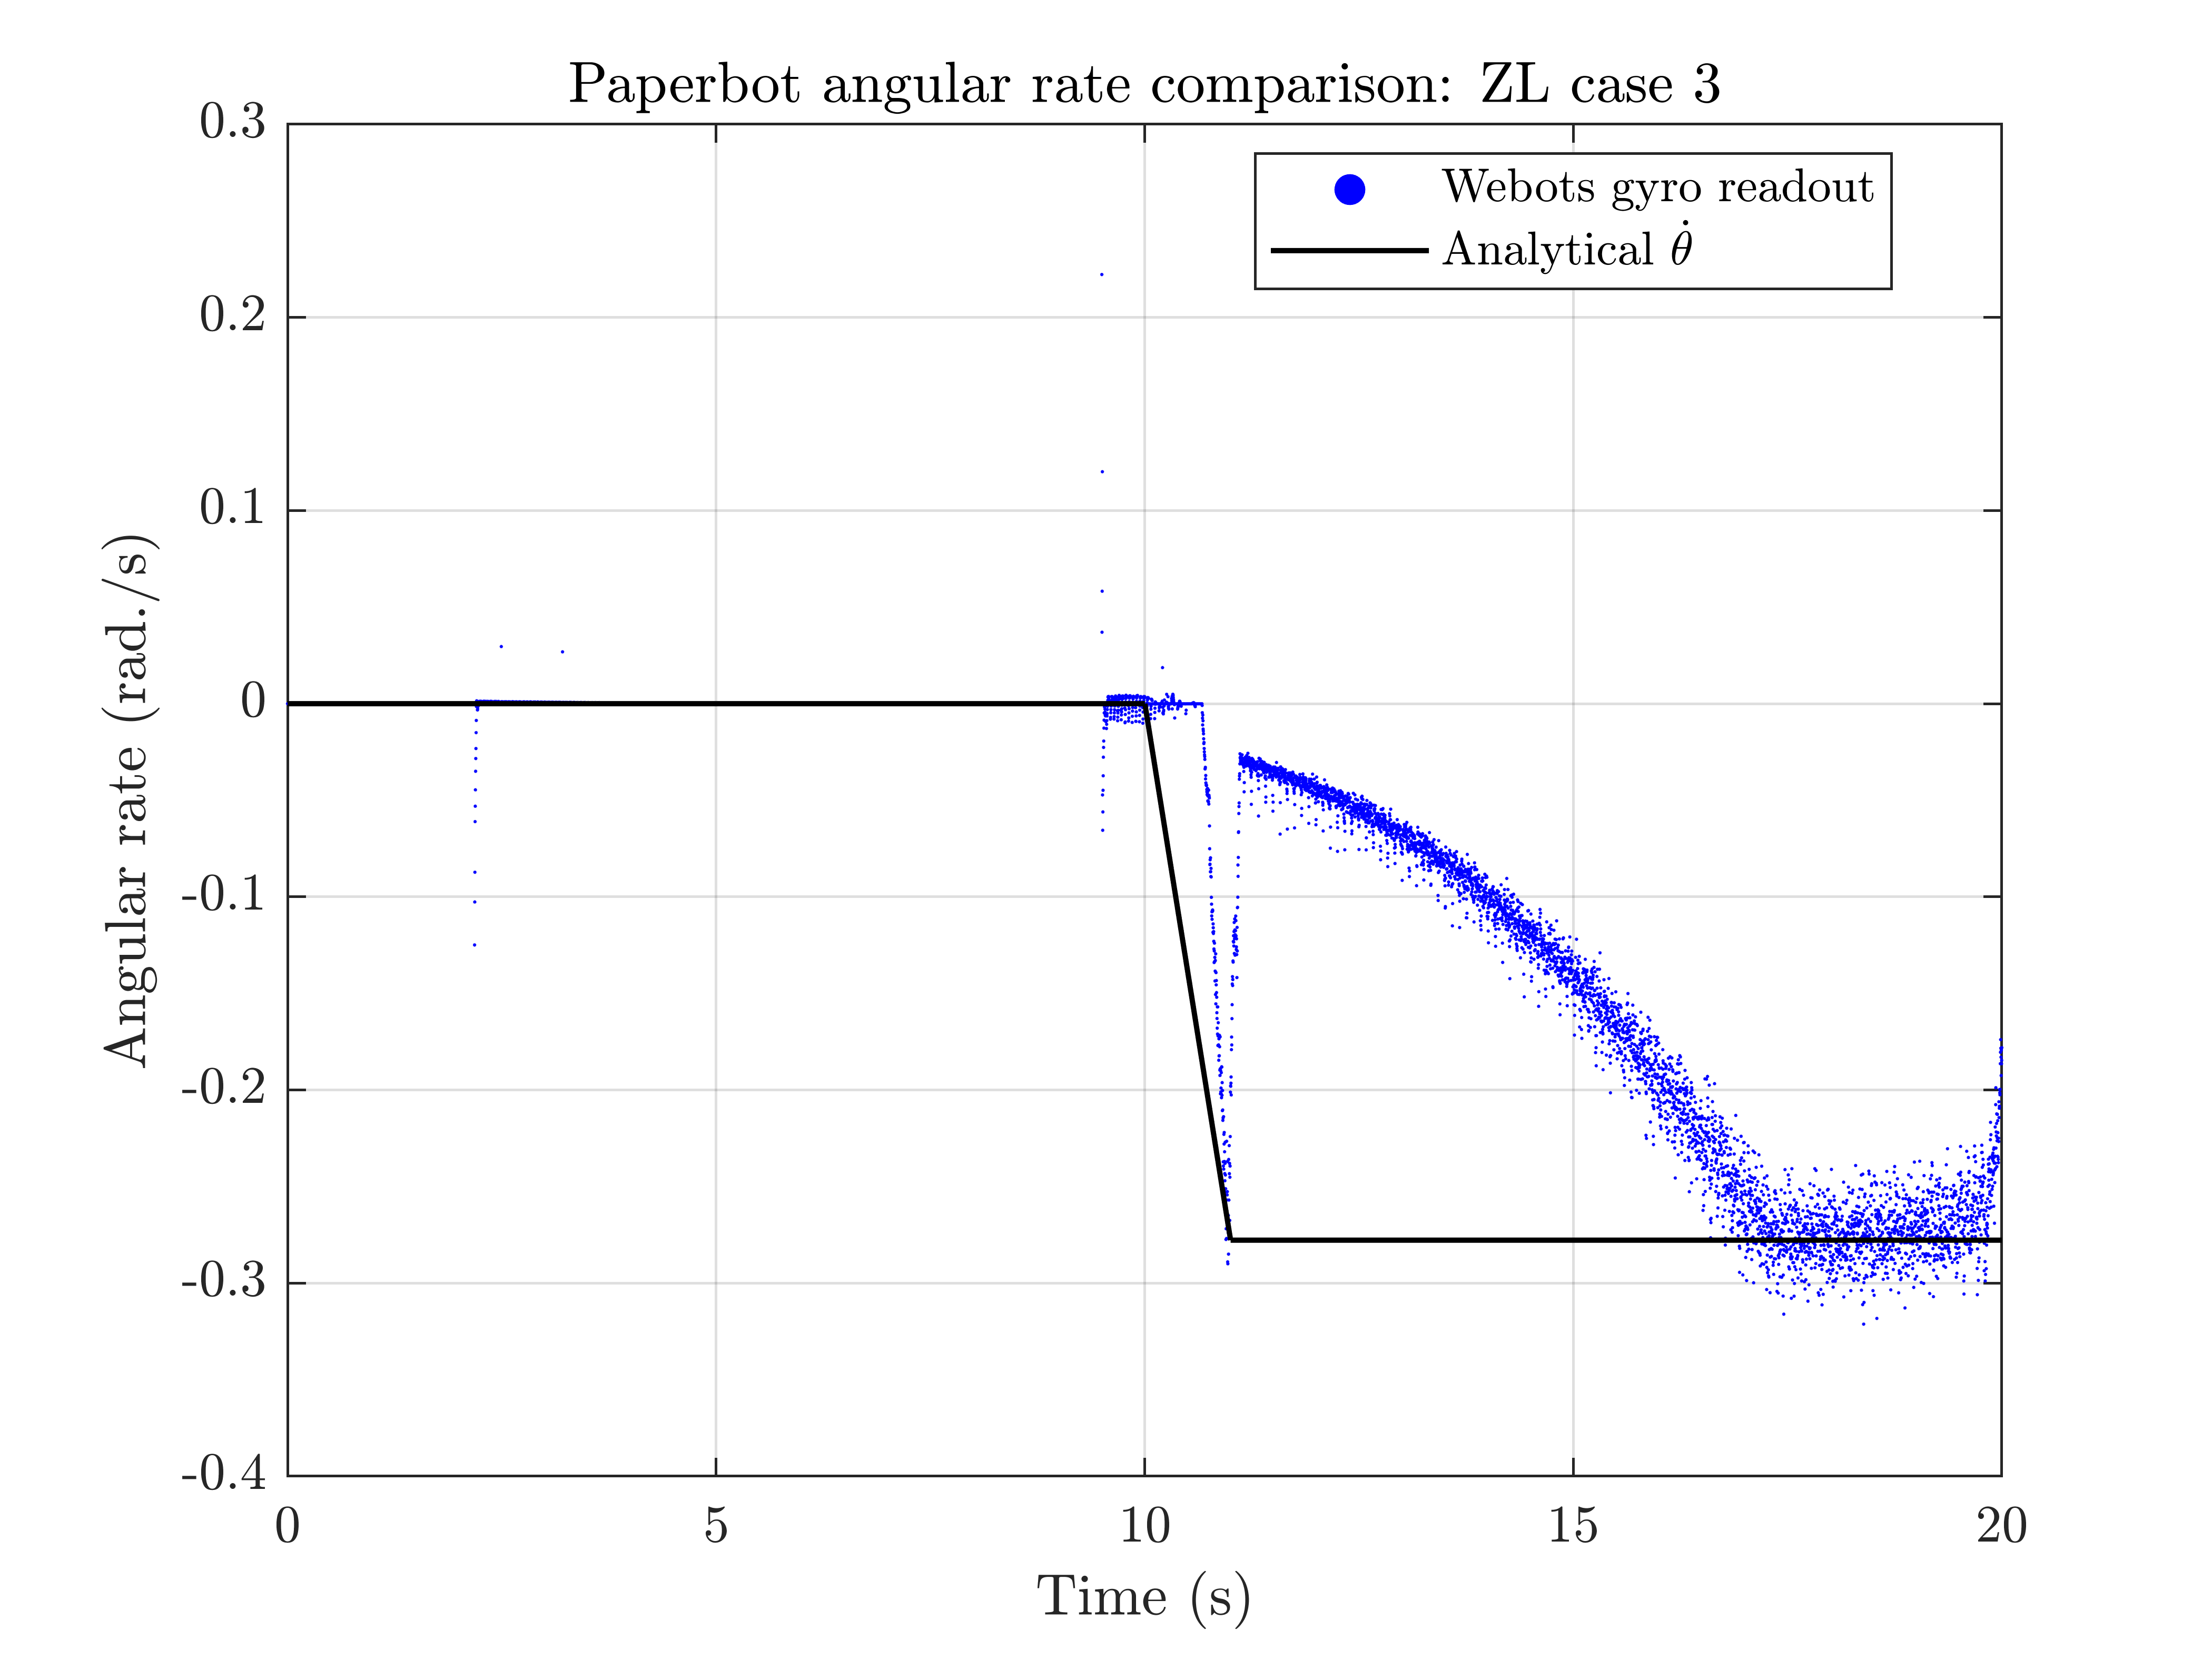 Paperbot angular rate comparison: ZL case 3
Webots gyro readout
Analytical θ̇
Angular rate (rad./s)
0.3
0.2
0.1
0
-0.1
-0.2
-0.3
-0.4
0 5 10 15 20
Time (s)